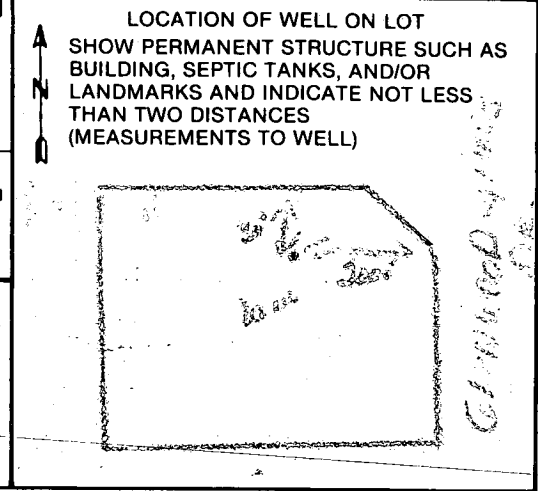 LOCATION OF WELL ON LOT
SHOW PERMANENT STRUCTURE SUCH AS
BUILDING, SEPTIC TANKS, AND/OR
LANDMARKS AND INDICATE NOT LESS
THAN TWO DISTANCES
(MEASUREMENTS TO WELL)
N